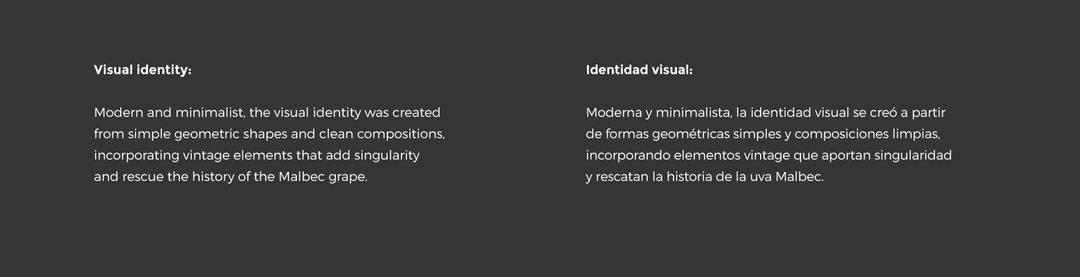 Visual identity:
Modern and minimalist, the visual identity was created
from simple geometric shapes and clean compositions,
incorporating vintage elements that add singularity
and rescue the history of the Malbec grape.
Identidad visual:
Moderna y minimalista, la identidad visual se creó a partir
de formas geométricas simples y composiciones limpias,
incorporando elementos vintage que aportan singularidad
y rescatan la historia de la uva Malbec.